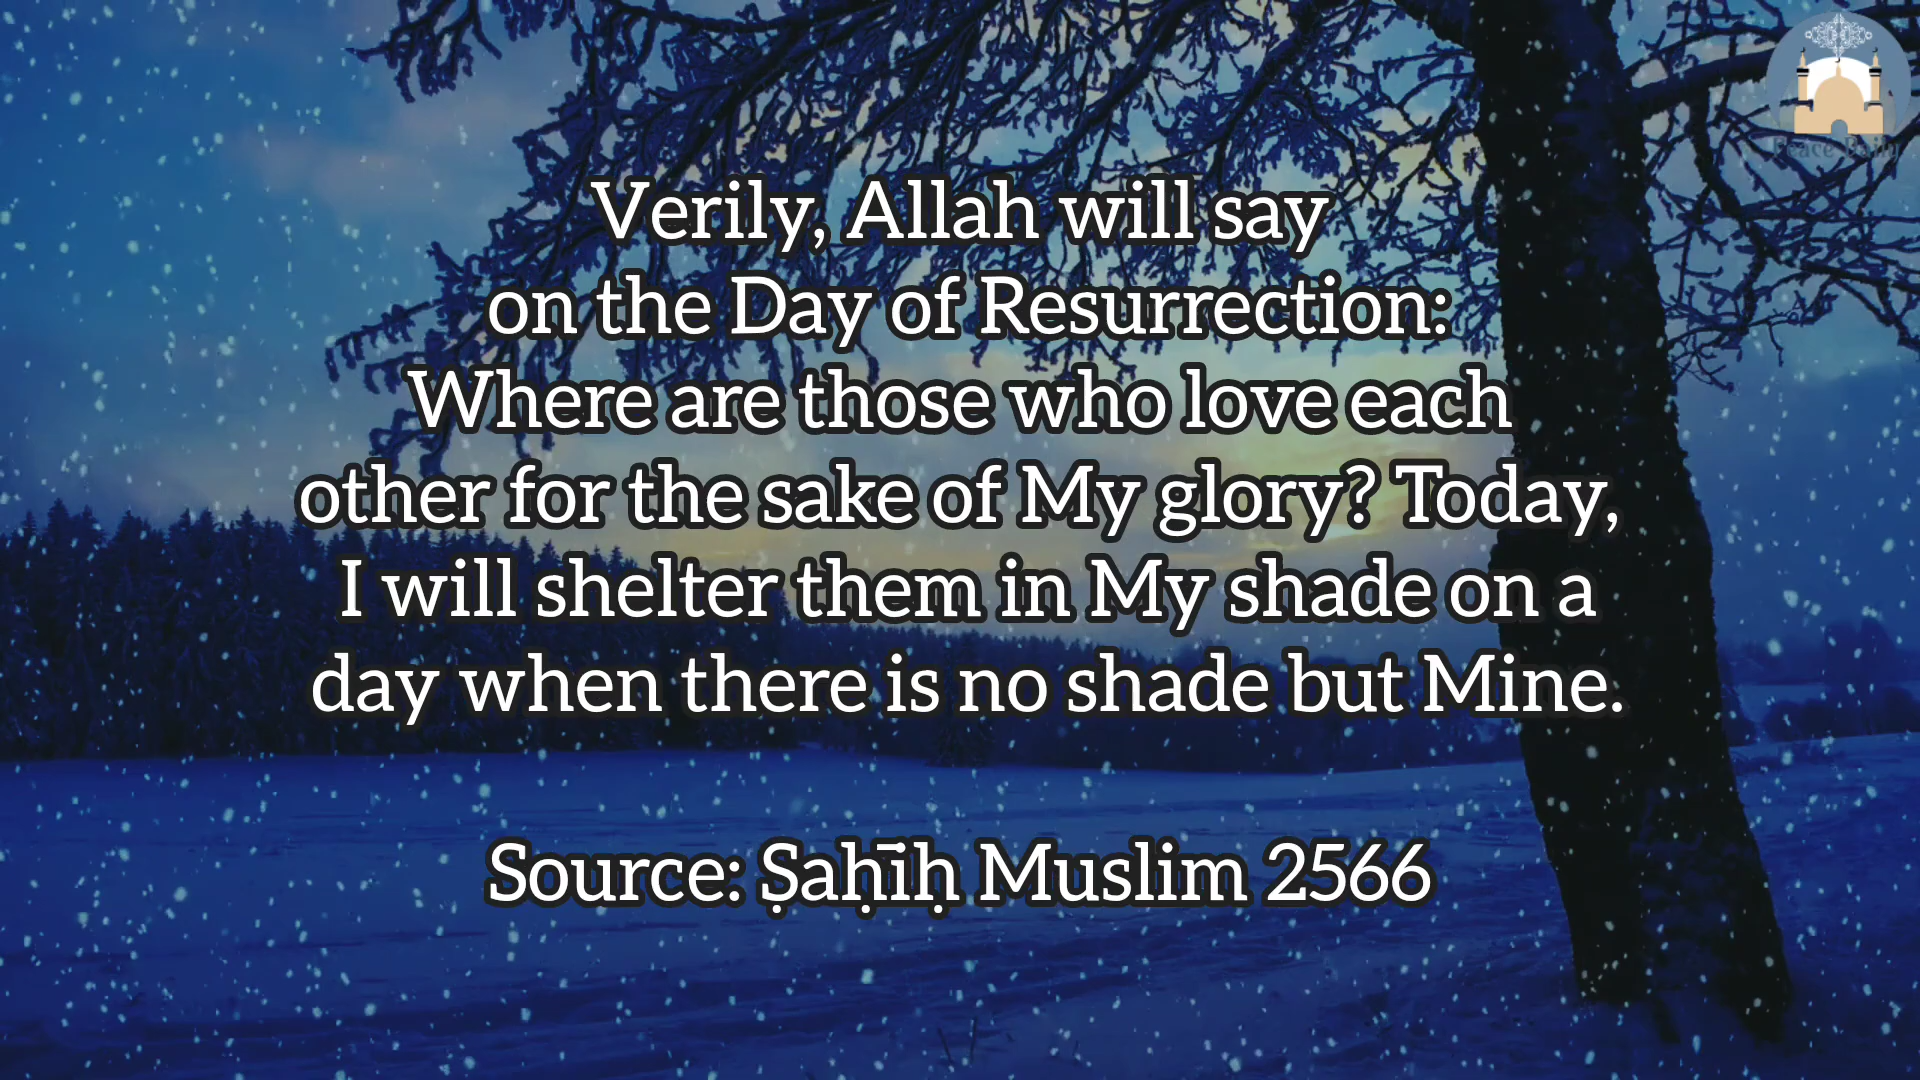 Peace Daily
Verily, Allah will say
on the Day of Resurrection:
Where are those who love each
other for the sake of My glory? Today,
I will shelter them in My shade on a
day when there is no shade but Mine.
Source: Ṣaḥīḥ Muslim 2566